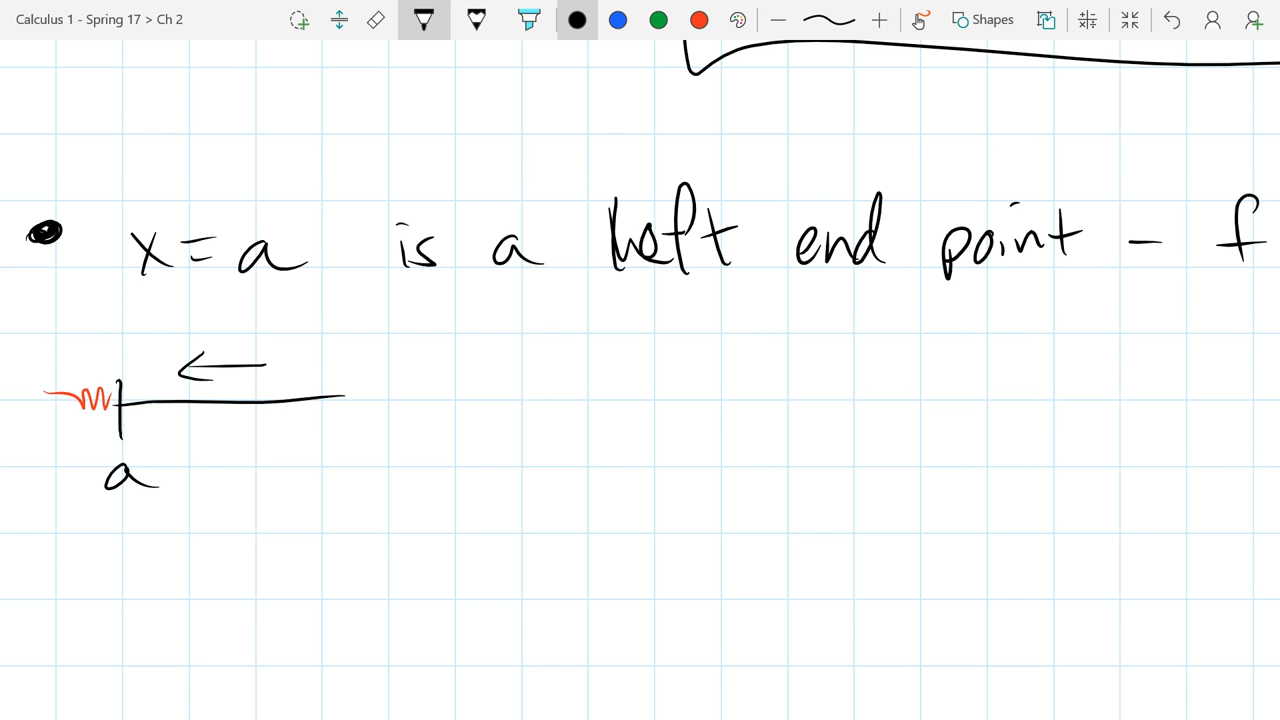 Calculus 1 - Spring 17 > Ch 2
Shapes
x = a is a left end point - f
a